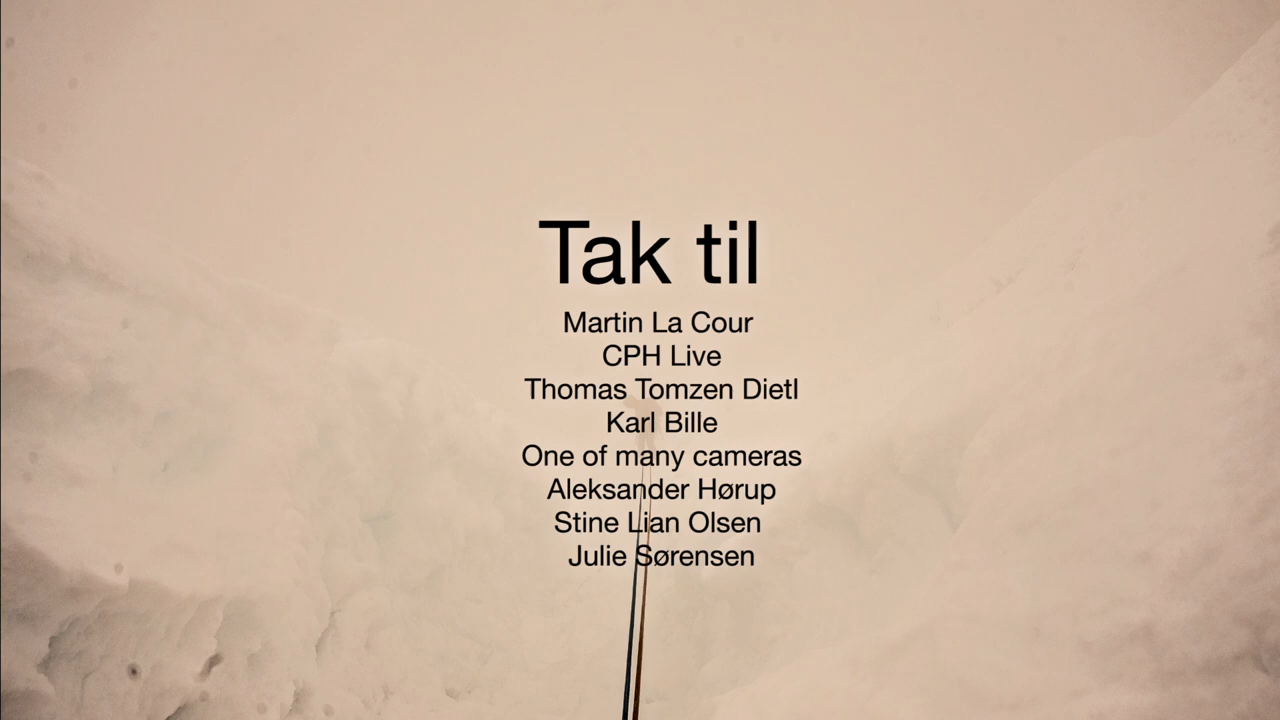 Tak til
Martin La Cour
CPH Live
Thomas Tomzen Dietl
Karl Bille
One of many cameras
Aleksander Hørup
Stine Lian Olsen
Julie Sørensen